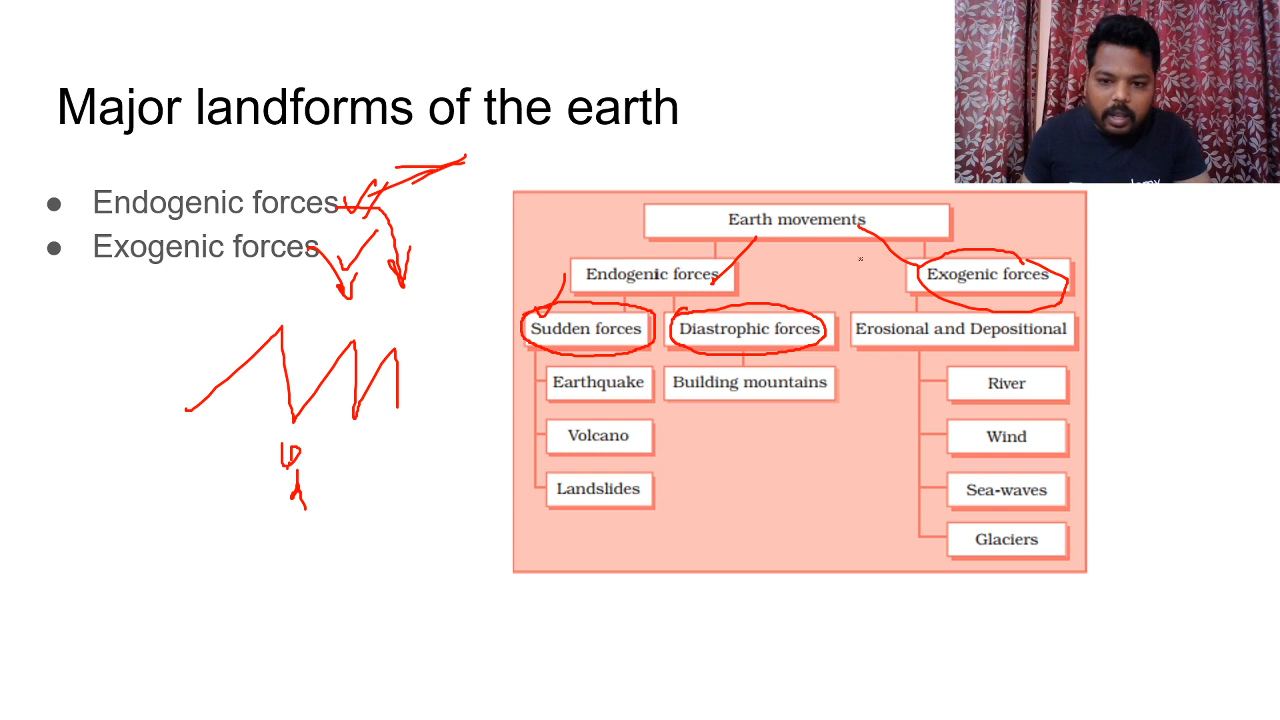 Major landforms of the earth
● Endogenic forces
● Exogenic forces
Earth movements
Endogenic forces
Exogenic forces
Sudden forces
Diastrophic forces
Erosional and Depositional
Earthquake
Building mountains
River
Volcano
Wind
Landslides
Sea-waves
Glaciers